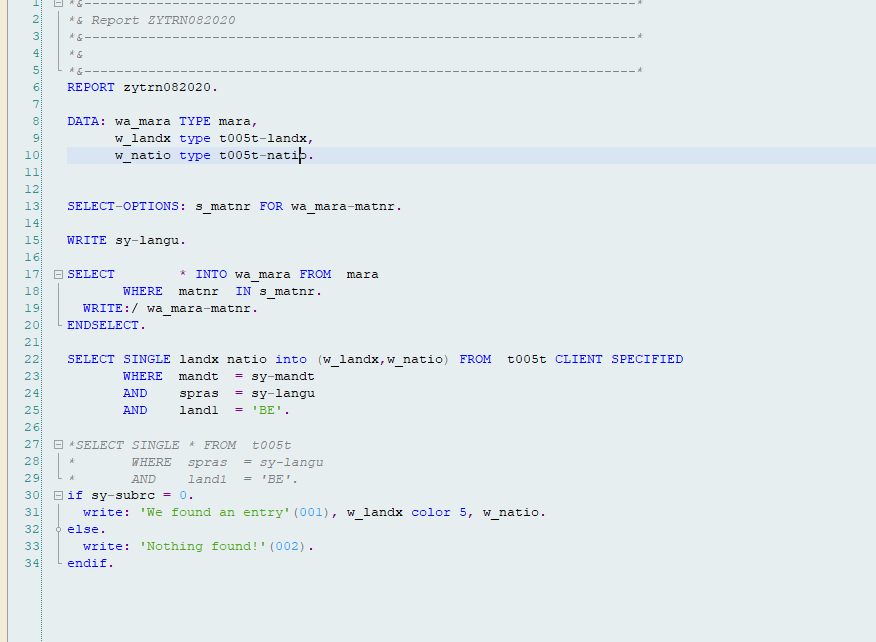 1 *&---------------------------------------------------------------------*
2 *& Report ZYTRN082020
3 *&---------------------------------------------------------------------*
4 *&
5 *&---------------------------------------------------------------------*
6 REPORT zytrn082020.
7
8 DATA: wa_mara TYPE mara,
9       w_landx type t005t-landx,
10       w_natio type t005t-natio.
11
12
13 SELECT-OPTIONS: s_matnr FOR wa_mara-matnr.
14
15 WRITE sy-langu.
16
17 SELECT        * INTO wa_mara FROM  mara
18        WHERE  matnr  IN s_matnr.
19   WRITE:/ wa_mara-matnr.
20 ENDSELECT.
21
22 SELECT SINGLE landx natio into (w_landx,w_natio) FROM  t005t CLIENT SPECIFIED
23        WHERE  mandt  = sy-mandt
24        AND    spras  = sy-langu
25        AND    land1  = 'BE'.
26
27 *SELECT SINGLE * FROM  t005t
28 *       WHERE  spras  = sy-langu
29 *       AND    land1  = 'BE'.
30 if sy-subrc = 0.
31   write: 'We found an entry'(001), w_landx color 5, w_natio.
32 else.
33   write: 'Nothing found!'(002).
34 endif.